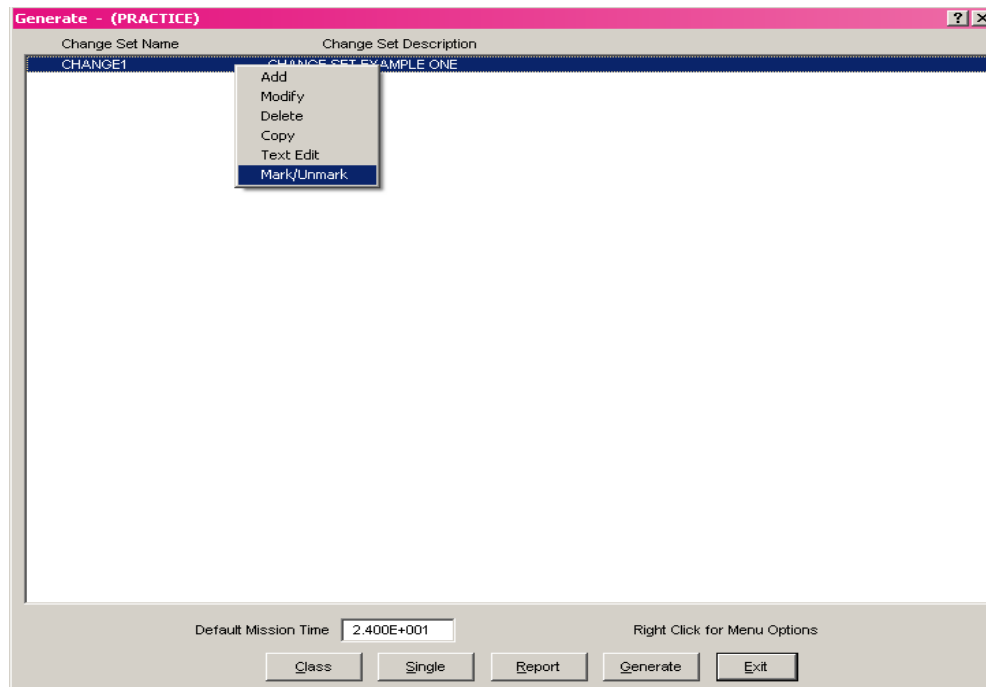 Generate - (PRACTICE) ? ×
Change Set Name Change Set Description
CHANGE1 CHANGE SET EXAMPLE ONE
Add
Modify
Delete
Copy
Text Edit
Mark/Unmark
Default Mission Time 2.400E+001 Right Click for Menu Options
Class Single Report Generate Exit